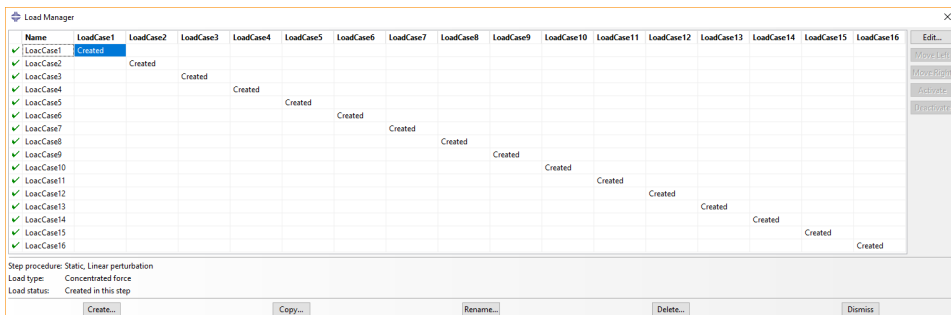 Load Manager
Name LoadCase1 LoadCase2 LoadCase3 LoadCase4 LoadCase5 LoadCase6 LoadCase7 LoadCase8 LoadCase9 LoadCase10 LoadCase11 LoadCase12 LoadCase13 LoadCase14 LoadCase15 LoadCase16 Edit...
LoacCase1 Created Move Left
LoacCase2 Created
LoacCase3 Created Move Right
LoacCase4 Created Activate
LoacCase5 Created Deactivate
LoacCase6 Created
LoacCase7 Created
LoacCase8 Created
LoacCase9 Created
LoacCase10 Created
LoacCase11 Created
LoacCase12 Created
LoacCase13 Created
LoacCase14 Created
LoacCase15 Created
LoacCase16 Created
Step procedure: Static, Linear perturbation
Load type: Concentrated force
Load status: Created in this step
Create... Copy... Rename... Delete... Dismiss